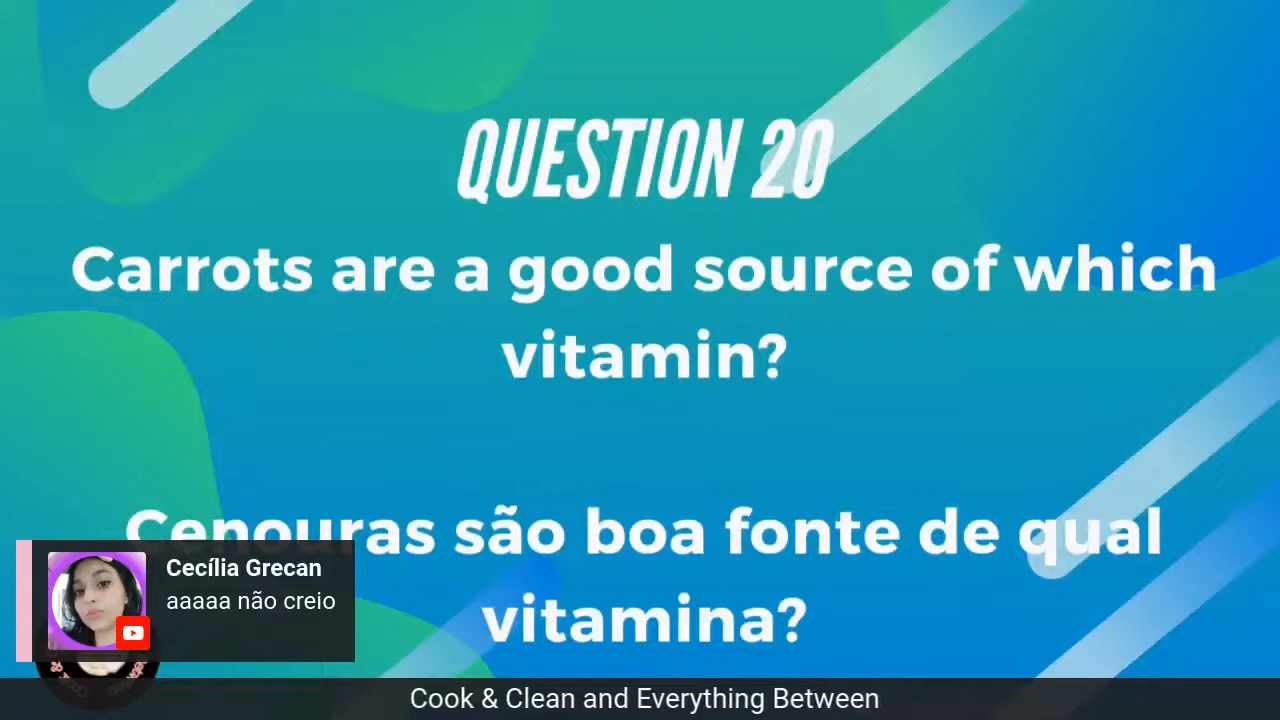 QUESTION 20
Carrots are a good source of which
vitamin?
Cenouras são boa fonte de qual
vitamina?
Cecília Grecan
aaaaa não creio
Cook & Clean and Everything Between